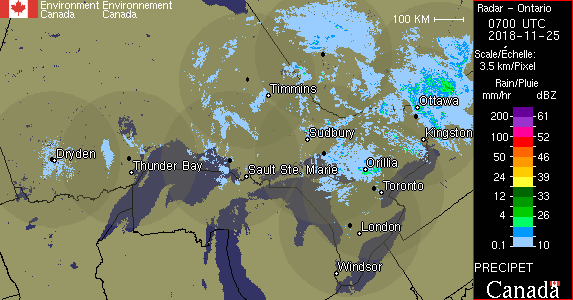 Environment Environnement
Canada Canada
100 KM
Timmins
Ottawa
Sudbury
Kingston
Dryden
Thunder Bay
Sault Ste. Marie
Orillia
Toronto
London
Windsor
Radar - Ontario
0700 UTC
2018-11-25
Scale/Échelle:
3.5 km/Pixel
Rain/Pluie
mm/hr dBZ
200 61
100 52
50 46
24 39
12 34
4 26
0.1 10
PRECIPET
Canada